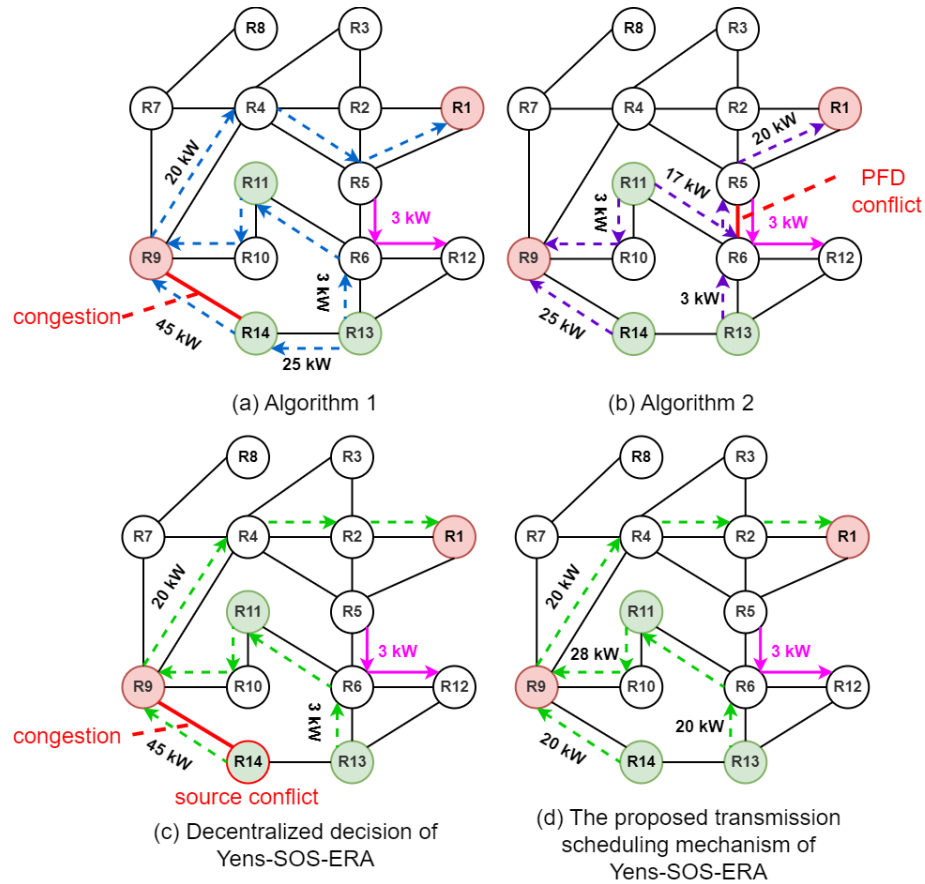 R8
R3
R7
R4
R2
R1
20 kW
R11
R5
3 kW
R9
R10
R6
R12
congestion
45 kW
3 kW
R14
R13
25 kW
(a) Algorithm 1
R8
R3
R7
R4
R2
R1
20 kW
R11
17 kW
R5
PFD
conflict
3 kW
3 kW
R9
R10
R6
R12
3 kW
25 kW
R14
R13
(b) Algorithm 2
R8
R3
R7
R4
R2
R1
20 kW
R11
R5
3 kW
R9
R10
R6
R12
3 kW
congestion
45 kW
R14
R13
source conflict
(c) Decentralized decision of
Yens-SOS-ERA
R8
R3
R7
R4
R2
R1
20 kW
R11
R5
28 kW
3 kW
R9
R10
R6
R12
20 kW
20 kW
R14
R13
(d) The proposed transmission
scheduling mechanism of
Yens-SOS-ERA